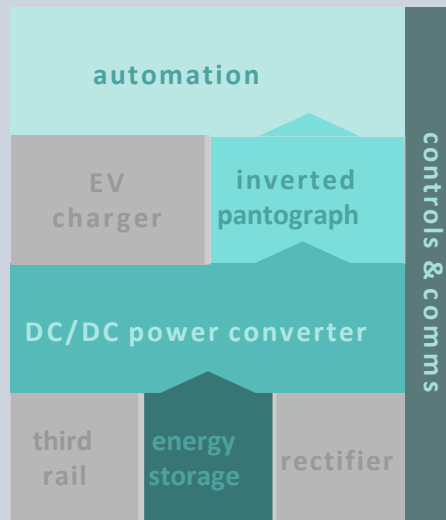 automation
EV
charger
inverted
pantograph
DC/DC power converter
third
rail
energy
storage
rectifier
controls & comms